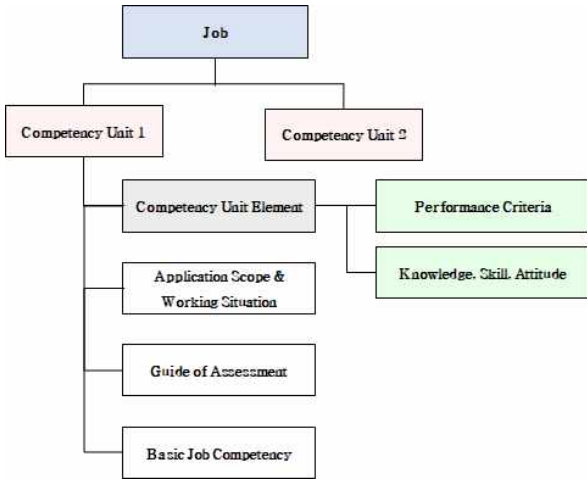 Job
Competency Unit 1
Competency Unit 2
Competency Unit Element
Performance Criteria
Knowledge, Skill, Attitude
Application Scope &
Working Situation
Guide of Assessment
Basic Job Competency